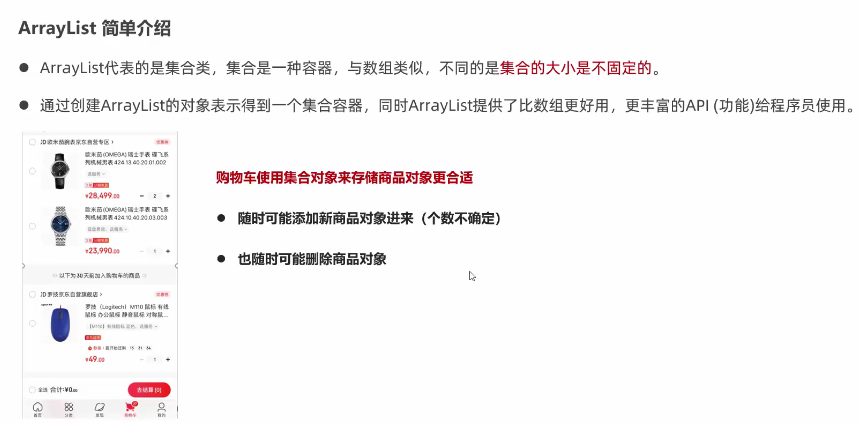 ArrayList 简单介绍
● ArrayList代表的是集合类，集合是一种容器，与数组类似，不同的是集合的大小是不固定的。
● 通过创建ArrayList的对象表示得到一个集合容器，同时ArrayList提供了比数组更好用，更丰富的API (功能)给程序员使用。
购物车使用集合对象来存储商品对象更合适
● 随时可能添加新商品对象进来（个数不确定）
● 也随时可能删除商品对象
JD 欧米茄腕表京东自营专区 >
欧米茄(OMEGA)瑞士手表 碟飞系
列机械男表424.13.40.20.01.002
¥28,499.00
2
欧米茄(OMEGA)瑞士手表 碟飞系
列机械男表424.10.40.20.03.003
¥23,990.00
1
以下为30天前加入购物车的商品
JD 罗技京东自营旗舰店 >
罗技（Logitech）M110 鼠标 有线
鼠标 办公鼠标 静音鼠标 对称鼠...
¥49.00
1
全选 合计:¥0.00
去结算(0)
首页 分类 发现 购物车 我的